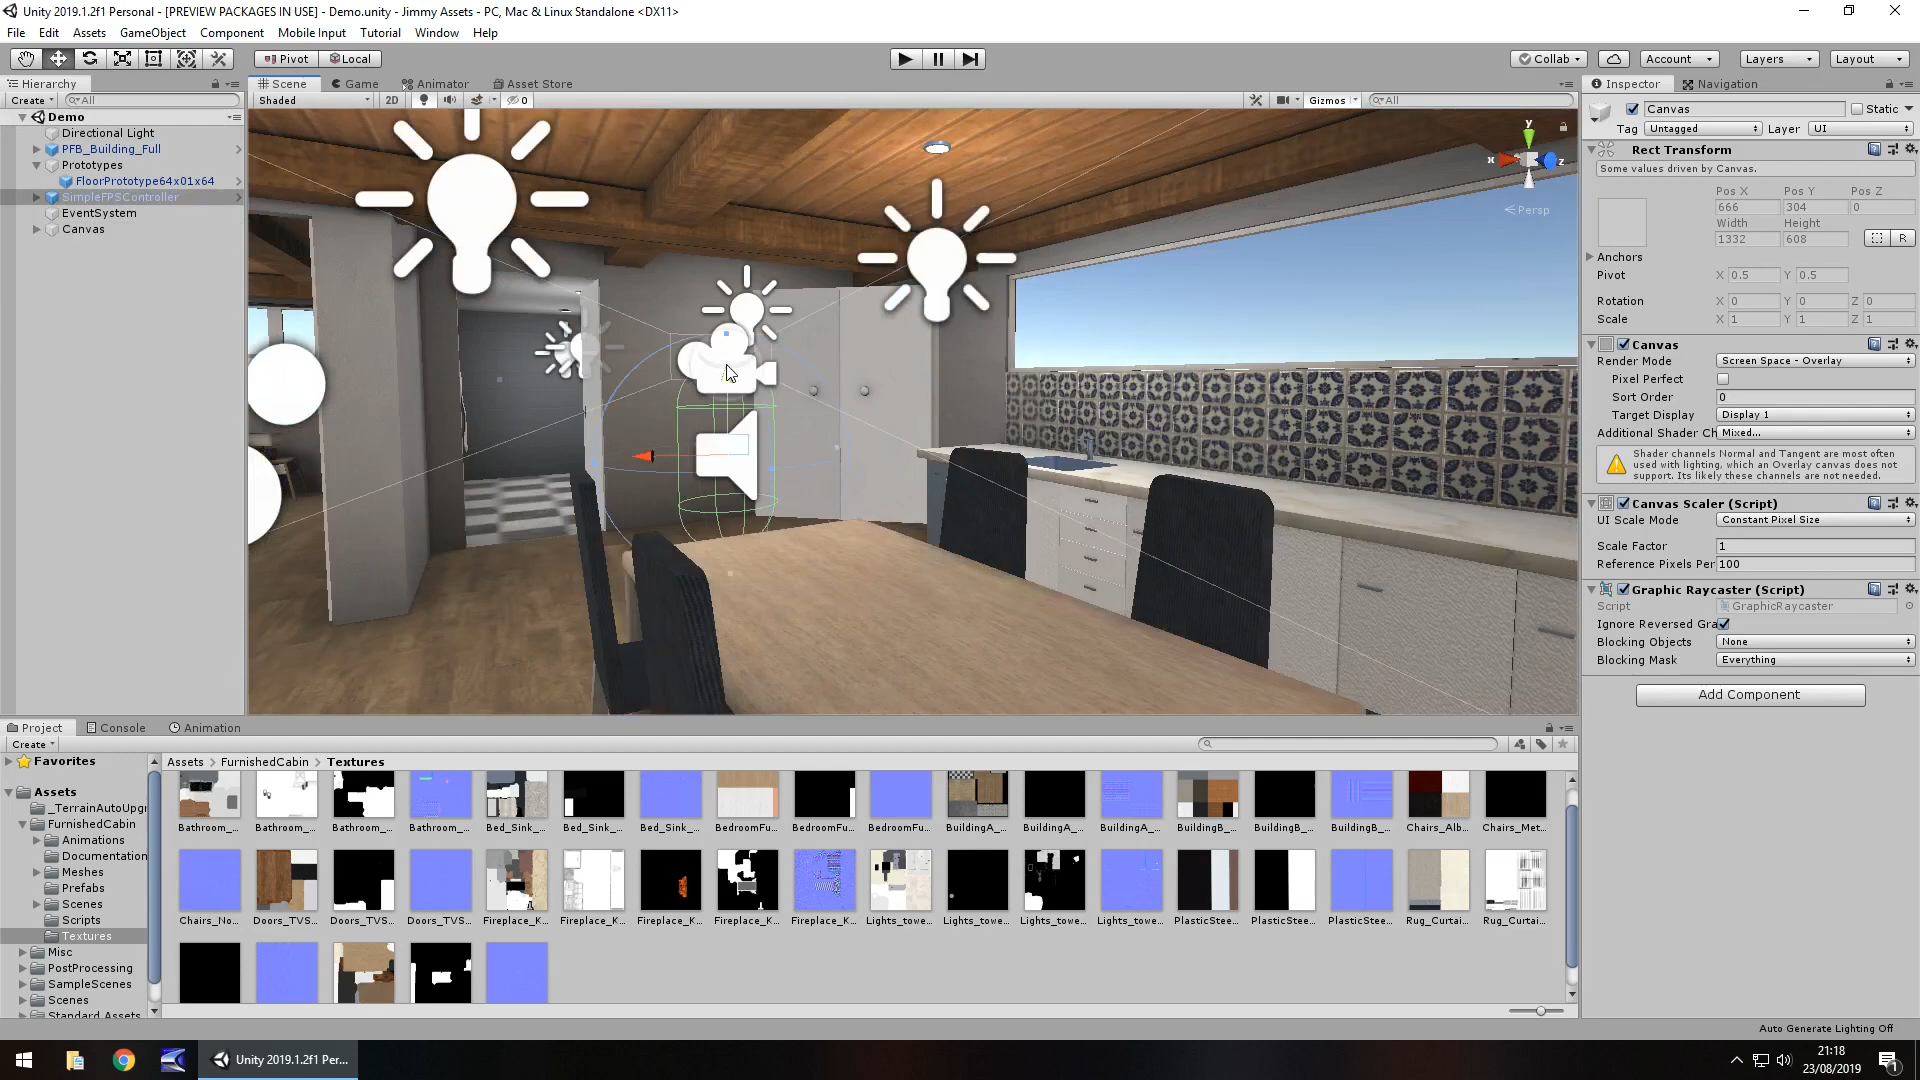 Unity 2019.1.2f1 Personal - [PREVIEW PACKAGES IN USE] - Demo.unity - Jimmy Assets - PC, Mac & Linux Standalone <DX11>
File Edit Assets GameObject Component Mobile Input Tutorial Window Help
Pivot Local Collab Account Layers Layout
Hierarchy Scene Game Animator Asset Store Inspector Navigation
Create All Shaded 2D 0 Gizmos All
Canvas Static
Tag Untagged Layer UI
Demo
Directional Light
PFB_Building_Full
Prototypes
FloorPrototype64x01x64
SimpleFPSController
EventSystem
Canvas
y
x z
Persp
Rect Transform
Some values driven by Canvas.
Pos X Pos Y Pos Z
666 304 0
Width Height
1332 608 R
Anchors
Pivot X 0.5 Y 0.5
Rotation X 0 Y 0 Z 0
Scale X 1 Y 1 Z 1
Canvas
Render Mode Screen Space - Overlay
Pixel Perfect
Sort Order 0
Target Display Display 1
Additional Shader Ch Mixed...
Shader channels Normal and Tangent are most often
used with lighting, which an Overlay canvas does not
support. Its likely these channels are not needed.
Canvas Scaler (Script)
UI Scale Mode Constant Pixel Size
Scale Factor 1
Reference Pixels Per 100
Graphic Raycaster (Script)
Script GraphicRaycaster
Ignore Reversed Gra
Blocking Objects None
Blocking Mask Everything
Add Component
Project Console Animation
Create
Favorites
Assets
_TerrainAutoUpgr
FurnishedCabin
Animations
Documentation
Meshes
Prefabs
Scenes
Scripts
Textures
Misc
PostProcessing
SampleScenes
Scenes
Standard Assets
Assets FurnishedCabin Textures
Bathroom_... Bathroom_... Bathroom_... Bathroom_... Bed_Sink_... Bed_Sink_... Bed_Sink_... BedroomFu... BedroomFu... BedroomFu... BuildingA_... BuildingA_... BuildingA_... BuildingB_... BuildingB_... BuildingB_... Chairs_Alb... Chairs_Met...
Chairs_No... Doors_TVS... Doors_TVS... Doors_TVS... Fireplace_K... Fireplace_K... Fireplace_K... Fireplace_K... Fireplace_K... Lights_towe... Lights_towe... Lights_towe... Lights_towe... PlasticStee... PlasticStee... PlasticStee... Rug_Curtai... Rug_Curtai...
Auto Generate Lighting Off
Unity 2019.1.2f1 Per...
21:18
23/08/2019
1